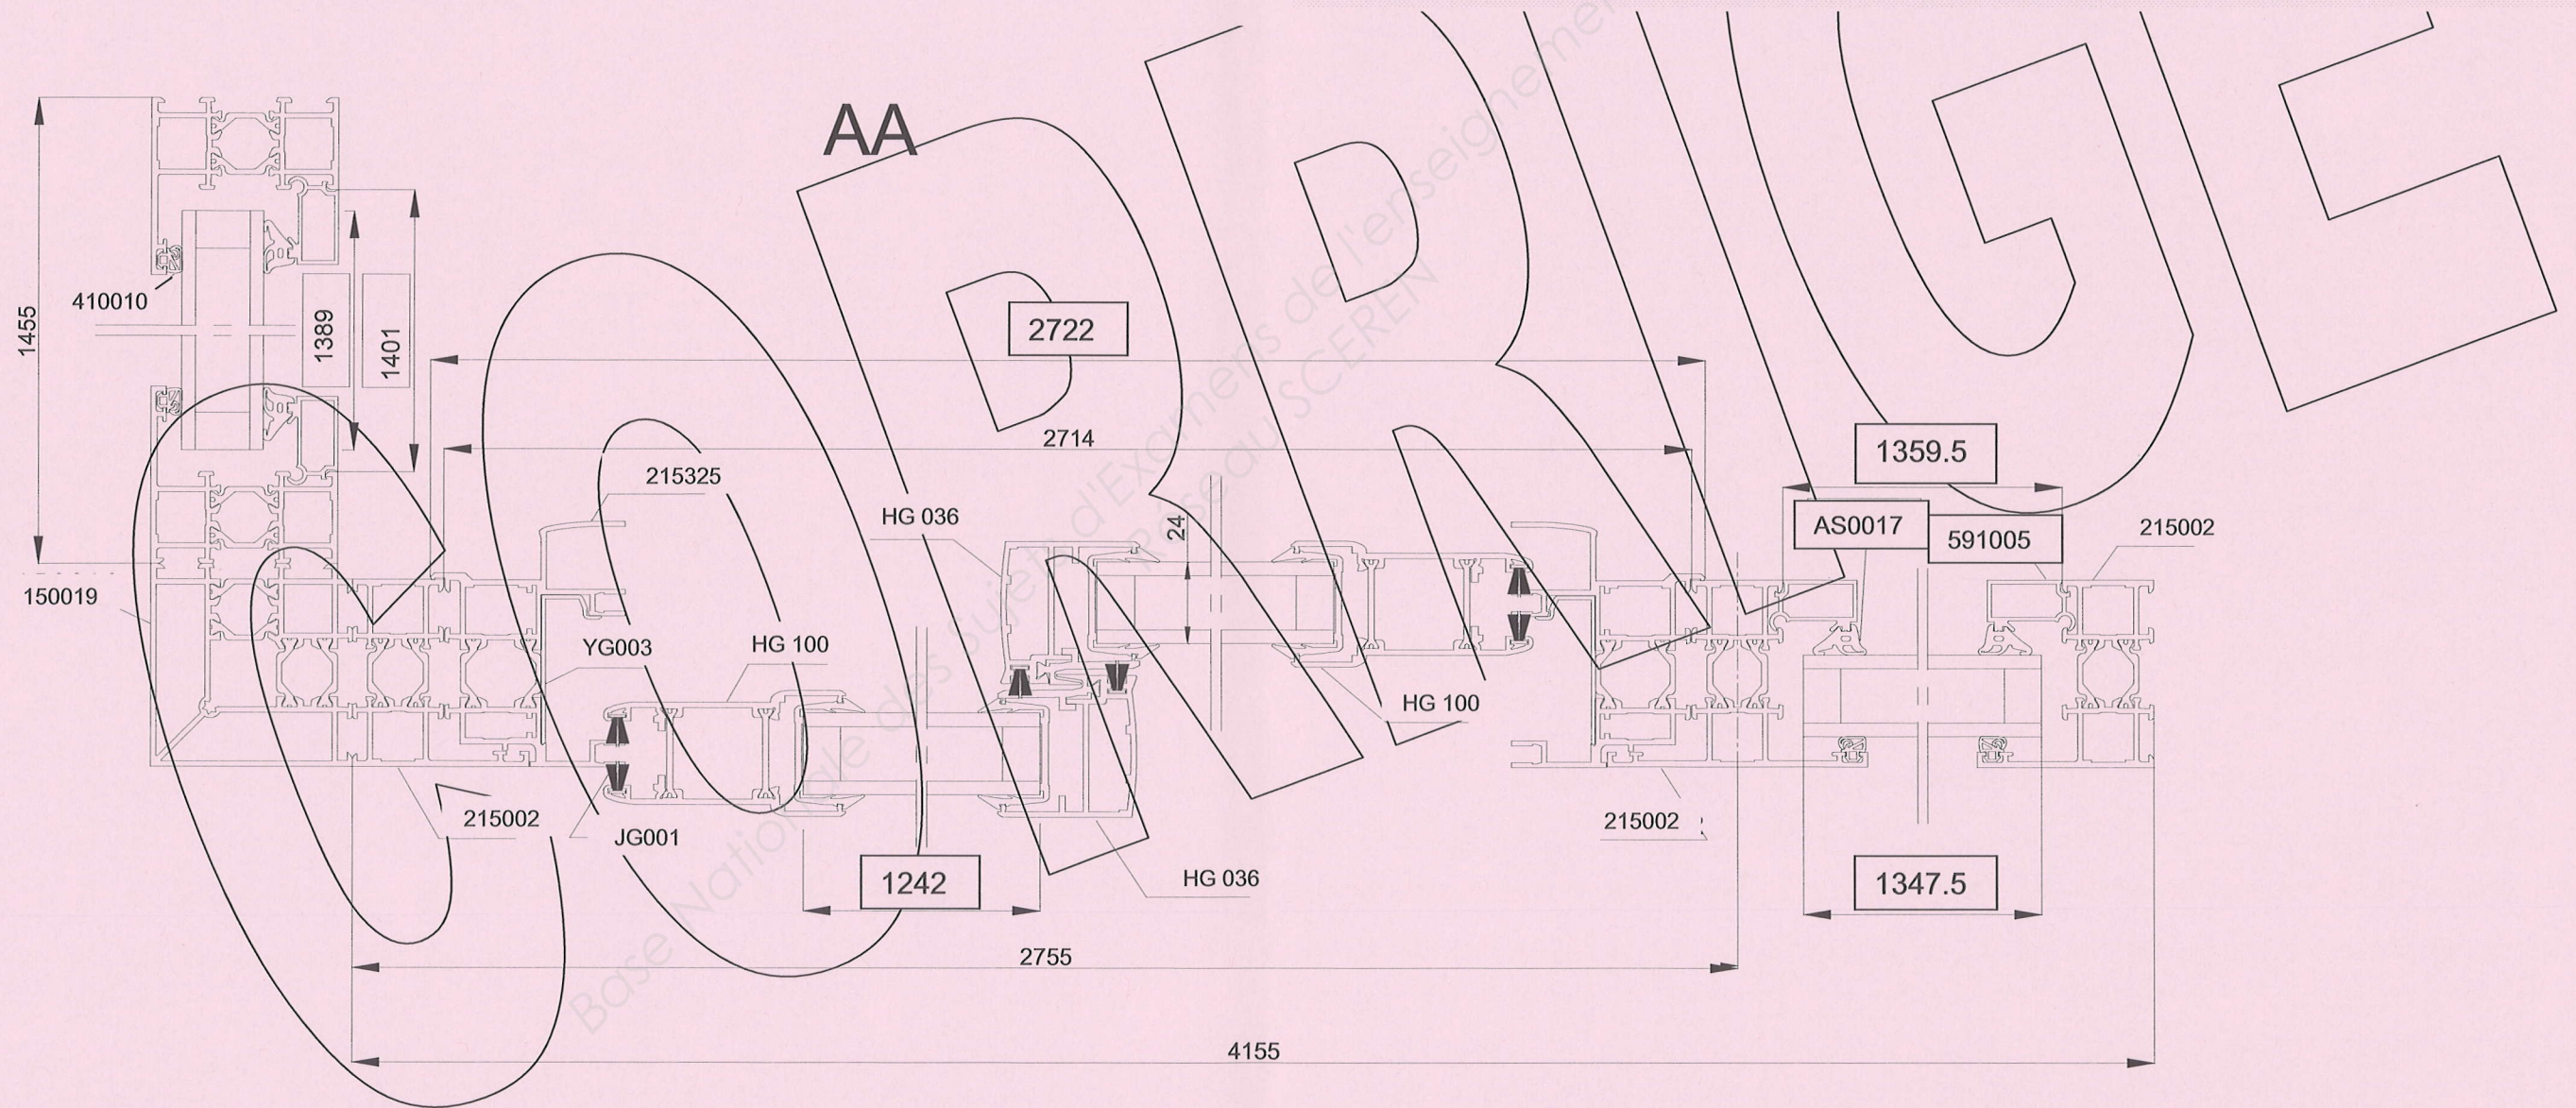 AA
CORRIGE
1455
410010
1389
1401
2722
2714
215325
HG 036
24
1359.5
AS0017
591005
215002
150019
YG003
HG 100
HG 100
215002
JG001
215002
1242
HG 036
1347.5
2755
4155
Base Nationale des Sujets d'Examens de l'enseignement
Réseau SCEREN